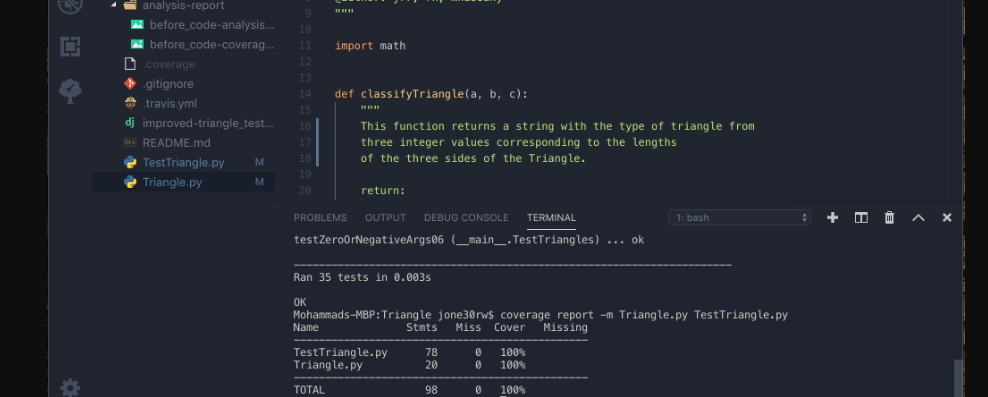 analysis-report
before_code-analysis...
before_code-coverag...
.coverage
.gitignore
.travis.yml
improved-triangle_test...
README.md
TestTriangle.py M
Triangle.py M
9 """
10
11 import math
12
13
14 def classifyTriangle(a, b, c):
15 """
16 This function returns a string with the type of triangle from
17 three integer values corresponding to the lengths
18 of the three sides of the Triangle.
19
20 return:
PROBLEMS OUTPUT DEBUG CONSOLE TERMINAL 1: bash
testZeroOrNegativeArgs06 (__main__.TestTriangles) ... ok
----------------------------------------------------------------------
Ran 35 tests in 0.003s
OK
Mohammads-MBP:Triangle jone30rw$ coverage report -m Triangle.py TestTriangle.py
Name Stmts Miss Cover Missing
-----------------------------------------------
TestTriangle.py 78 0 100%
Triangle.py 20 0 100%
-----------------------------------------------
TOTAL 98 0 100%